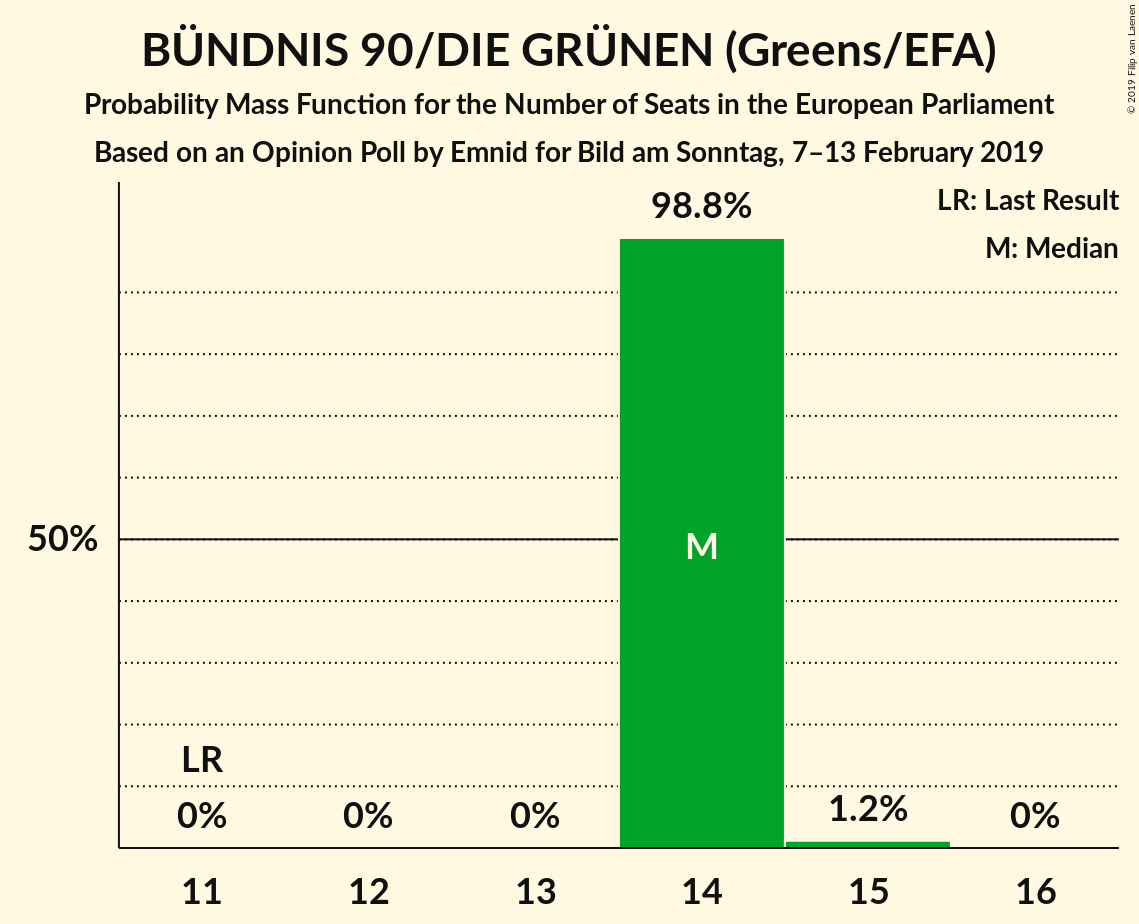 BÜNDNIS 90/DIE GRÜNEN (Greens/EFA)
Probability Mass Function for the Number of Seats in the European Parliament
Based on an Opinion Poll by Emnid for Bild am Sonntag, 7–13 February 2019
© 2019 Filip van Laenen
LR: Last Result
M: Median
98.8%
50%
M
LR
0%
0%
0%
1.2%
0%
11
12
13
14
15
16